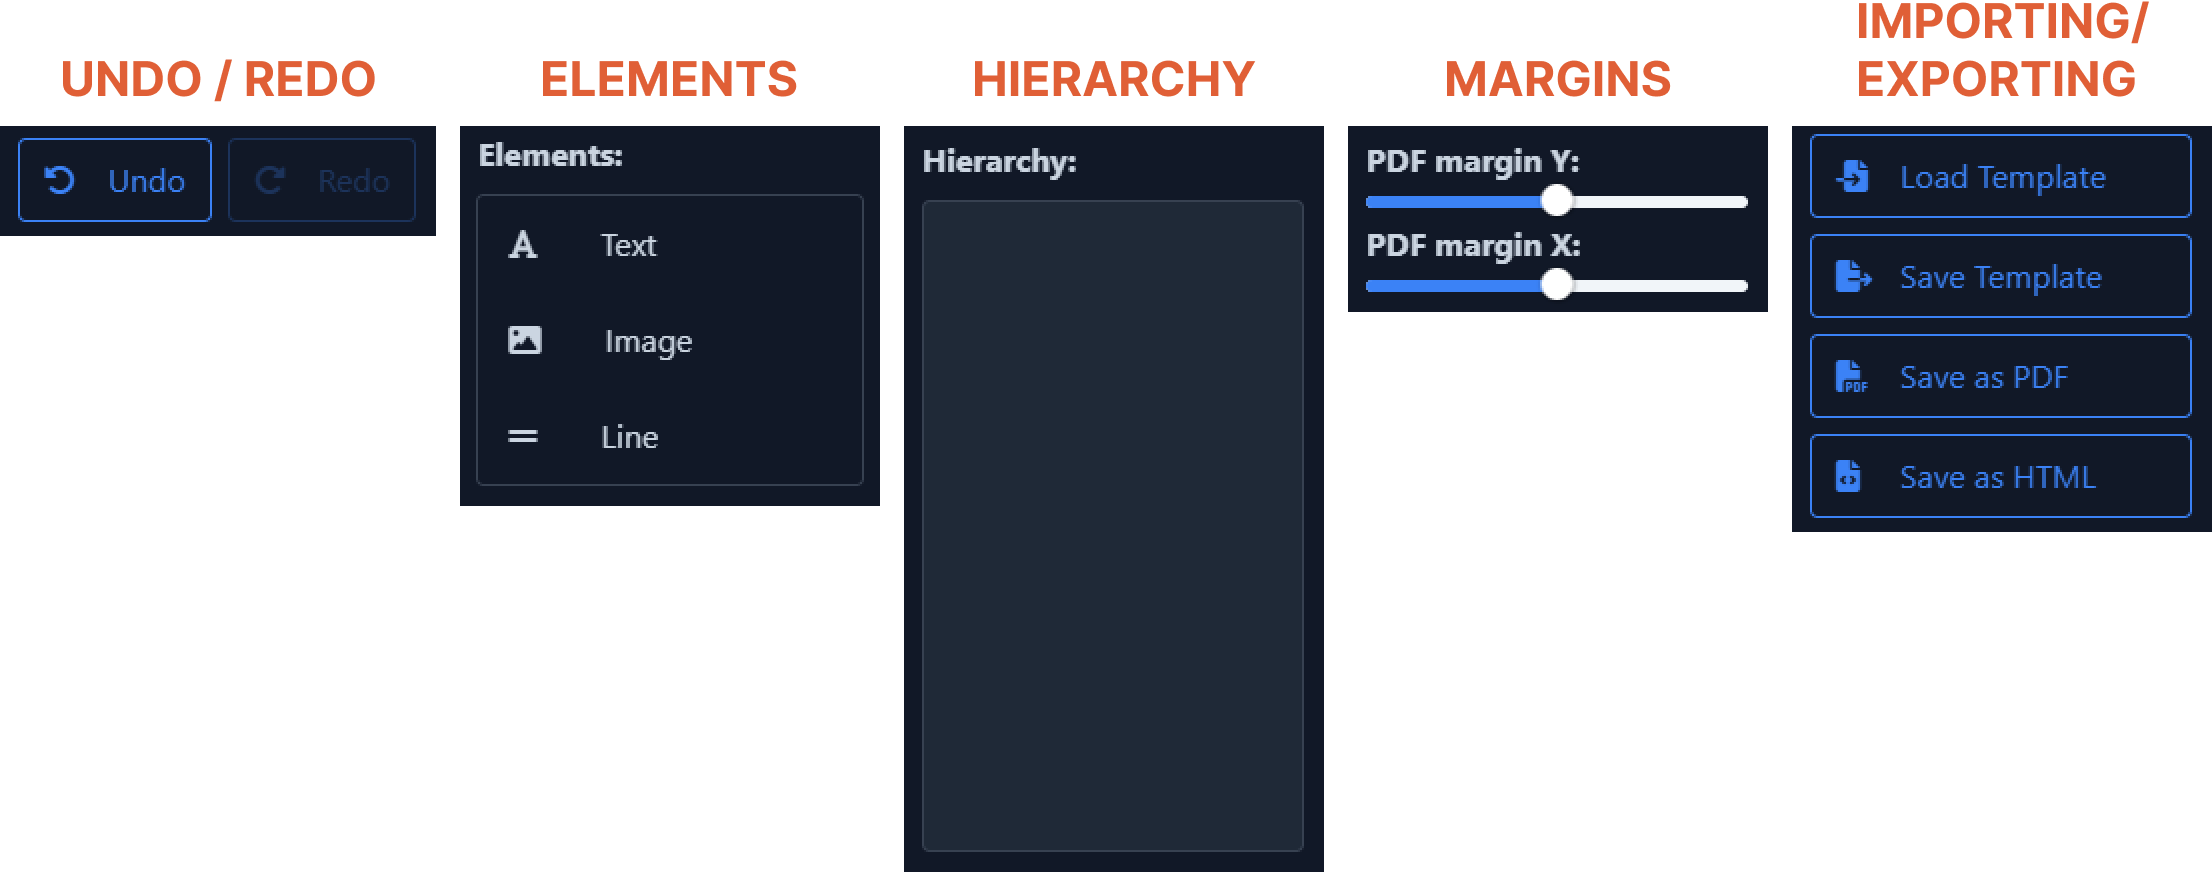 UNDO / REDO
Undo
Redo
ELEMENTS
Elements:
Text
Image
Line
HIERARCHY
Hierarchy:
MARGINS
PDF margin Y:
PDF margin X:
IMPORTING/
EXPORTING
Load Template
Save Template
PDF
Save as PDF
Save as HTML